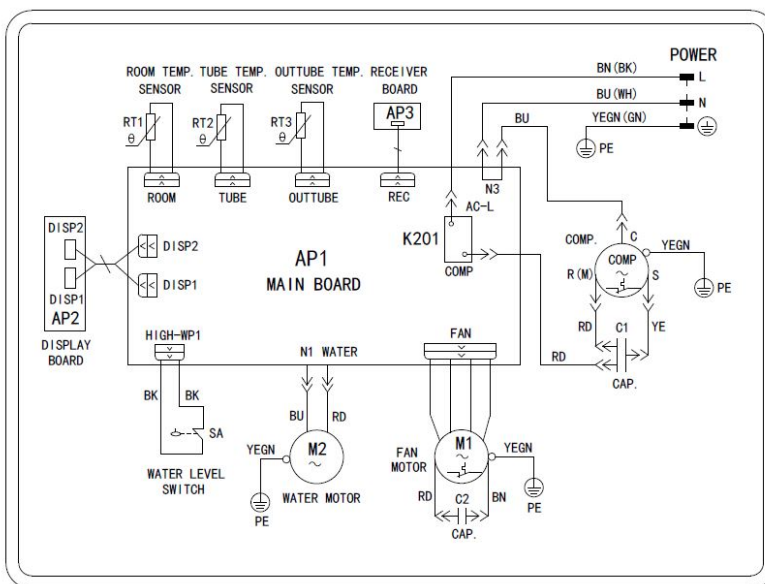 POWER
ROOM TEMP. TUBE TEMP. OUTTUBE TEMP. RECEIVER
SENSOR SENSOR SENSOR BOARD
BN(BK) L
BU(WH) N
YEGN(GN)
PE
RT1 θ
RT2 θ
RT3 θ
AP3
BU
ROOM TUBE OUTTUBE REC
N3
AC-L
K201
COMP
DISP2
DISP1
AP2
DISPLAY
BOARD
DISP2
DISP1
AP1
MAIN BOARD
COMP. C
COMP
~
R(M) S
YEGN
PE
RD C1 YE
RD
CAP.
HIGH-WP1
N1 WATER
FAN
BK BK
SA
WATER LEVEL
SWITCH
BU RD
YEGN M2
~
PE
WATER MOTOR
FAN
MOTOR
M1
~
YEGN
PE
RD C2 BN
CAP.